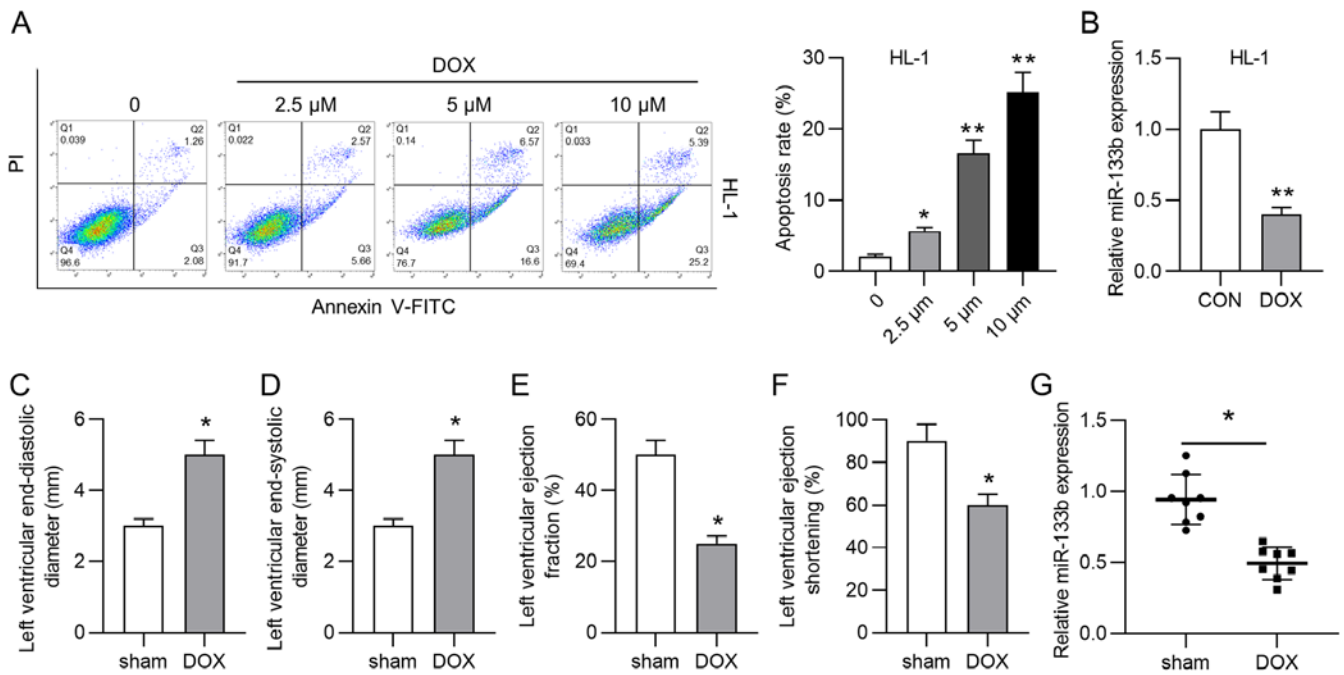 A
DOX
0
2.5 μM
5 μM
10 μM
Q1
0.039
Q2
1.26
Q4
96.6
Q3
2.08
Q1
0.022
Q2
2.57
Q4
91.7
Q3
5.66
Q1
0.14
Q2
6.57
Q4
76.7
Q3
16.6
Q1
0.033
Q2
5.39
Q4
69.4
Q3
25.2
PI
HL-1
Annexin V-FITC
HL-1
Apoptosis rate (%)
30
20
10
0
*
**
**
0
2.5 μm
5 μm
10 μm
B
HL-1
Relative miR-133b expression
1.5
1.0
0.5
0.0
**
CON
DOX
C
Left ventricular end-diastolic
diameter (mm)
6
4
2
0
*
sham
DOX
D
Left ventricular end-systolic
diameter (mm)
6
4
2
0
*
sham
DOX
E
Left ventricular ejection
fraction (%)
60
40
20
0
*
sham
DOX
F
Left ventricular ejection
shortening (%)
100
80
60
40
20
0
*
sham
DOX
G
Relative miR-133b expression
1.5
1.0
0.5
0.0
*
sham
DOX